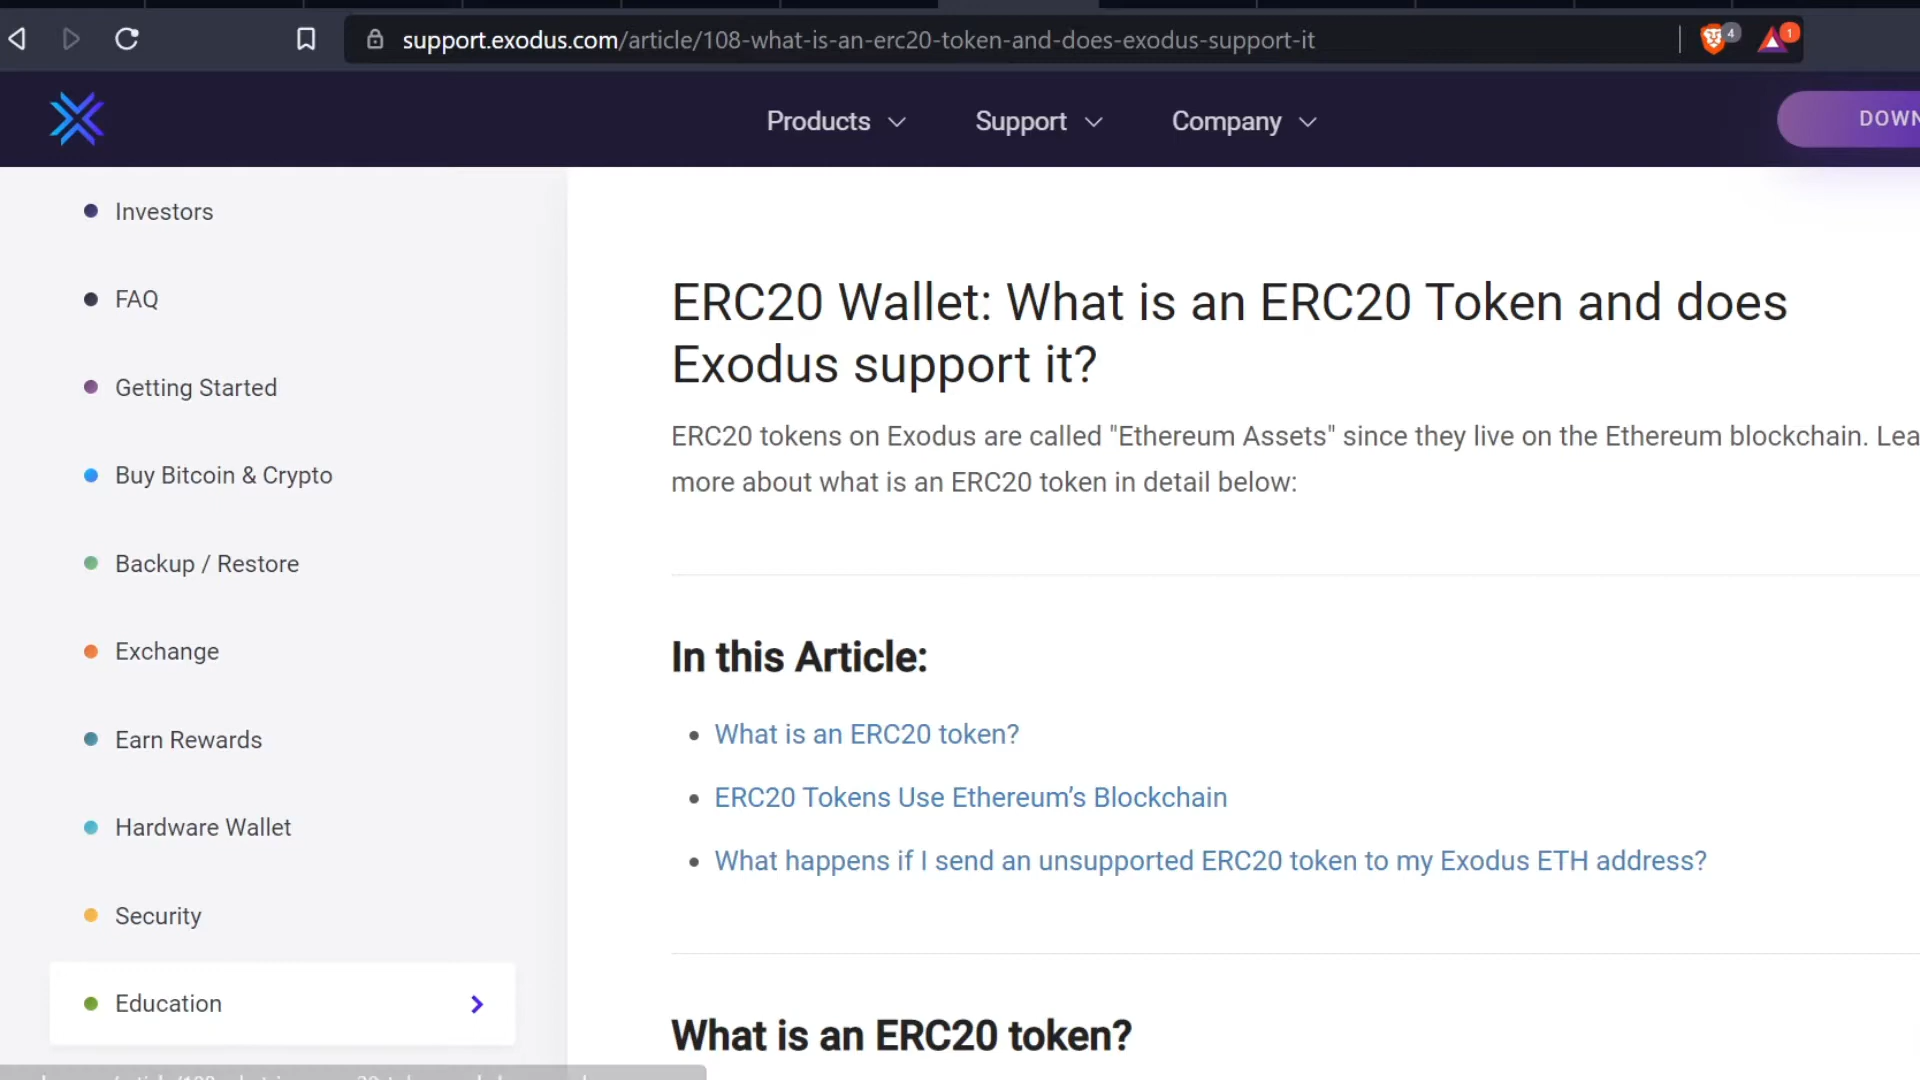 support.exodus.com/article/108-what-is-an-erc20-token-and-does-exodus-support-it
4
1
Products
Support
Company
DOWN
Investors
FAQ
Getting Started
Buy Bitcoin & Crypto
Backup / Restore
Exchange
Earn Rewards
Hardware Wallet
Security
Education
ERC20 Wallet: What is an ERC20 Token and does
Exodus support it?
ERC20 tokens on Exodus are called "Ethereum Assets" since they live on the Ethereum blockchain. Lea
more about what is an ERC20 token in detail below:
In this Article:
• What is an ERC20 token?
• ERC20 Tokens Use Ethereum’s Blockchain
• What happens if I send an unsupported ERC20 token to my Exodus ETH address?
What is an ERC20 token?